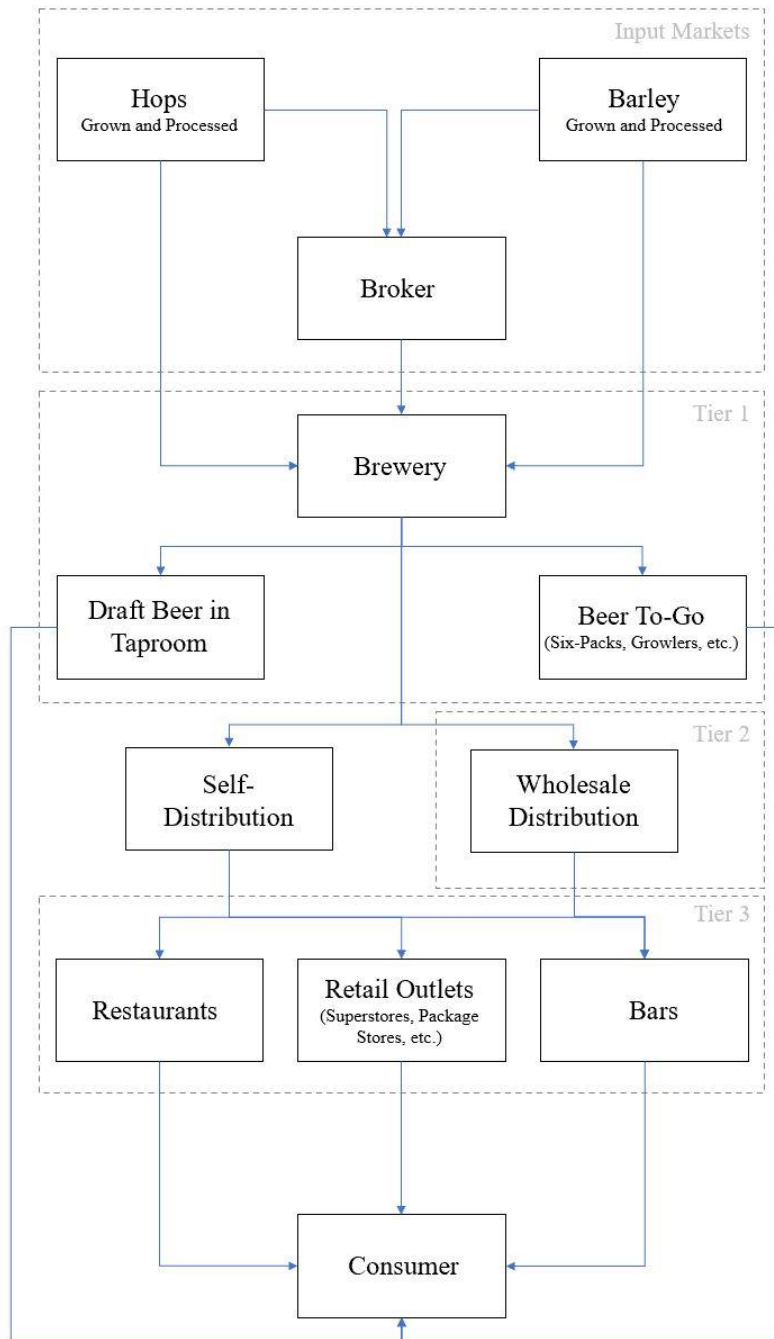 Input Markets
Hops
Grown and Processed
Barley
Grown and Processed
Broker
Tier 1
Brewery
Draft Beer in
Taproom
Beer To-Go
(Six-Packs, Growlers, etc.)
Tier 2
Self-
Distribution
Wholesale
Distribution
Tier 3
Restaurants
Retail Outlets
(Superstores, Package
Stores, etc.)
Bars
Consumer